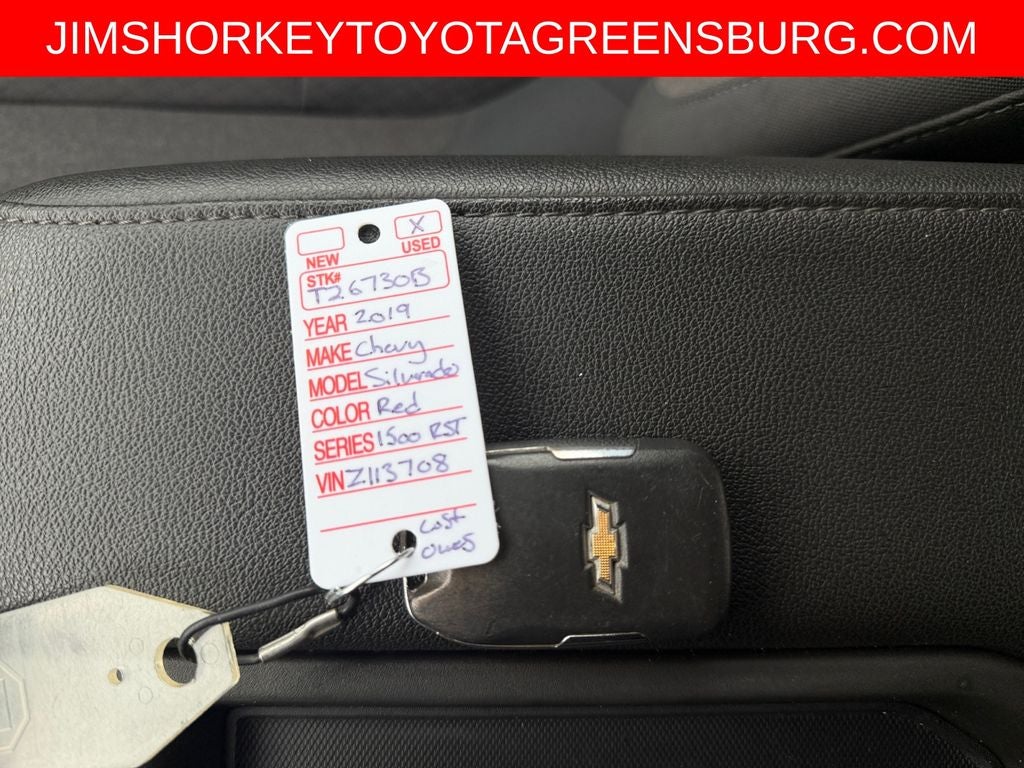 JIMSHORKEYTOYOTAGREENSBURG.COM
X
NEW USED
STK#
T26730B
YEAR 2019
MAKE Chevy
MODEL Silverado
COLOR Red
SERIES 1500 RST
VIN Z113708
Cust
owes